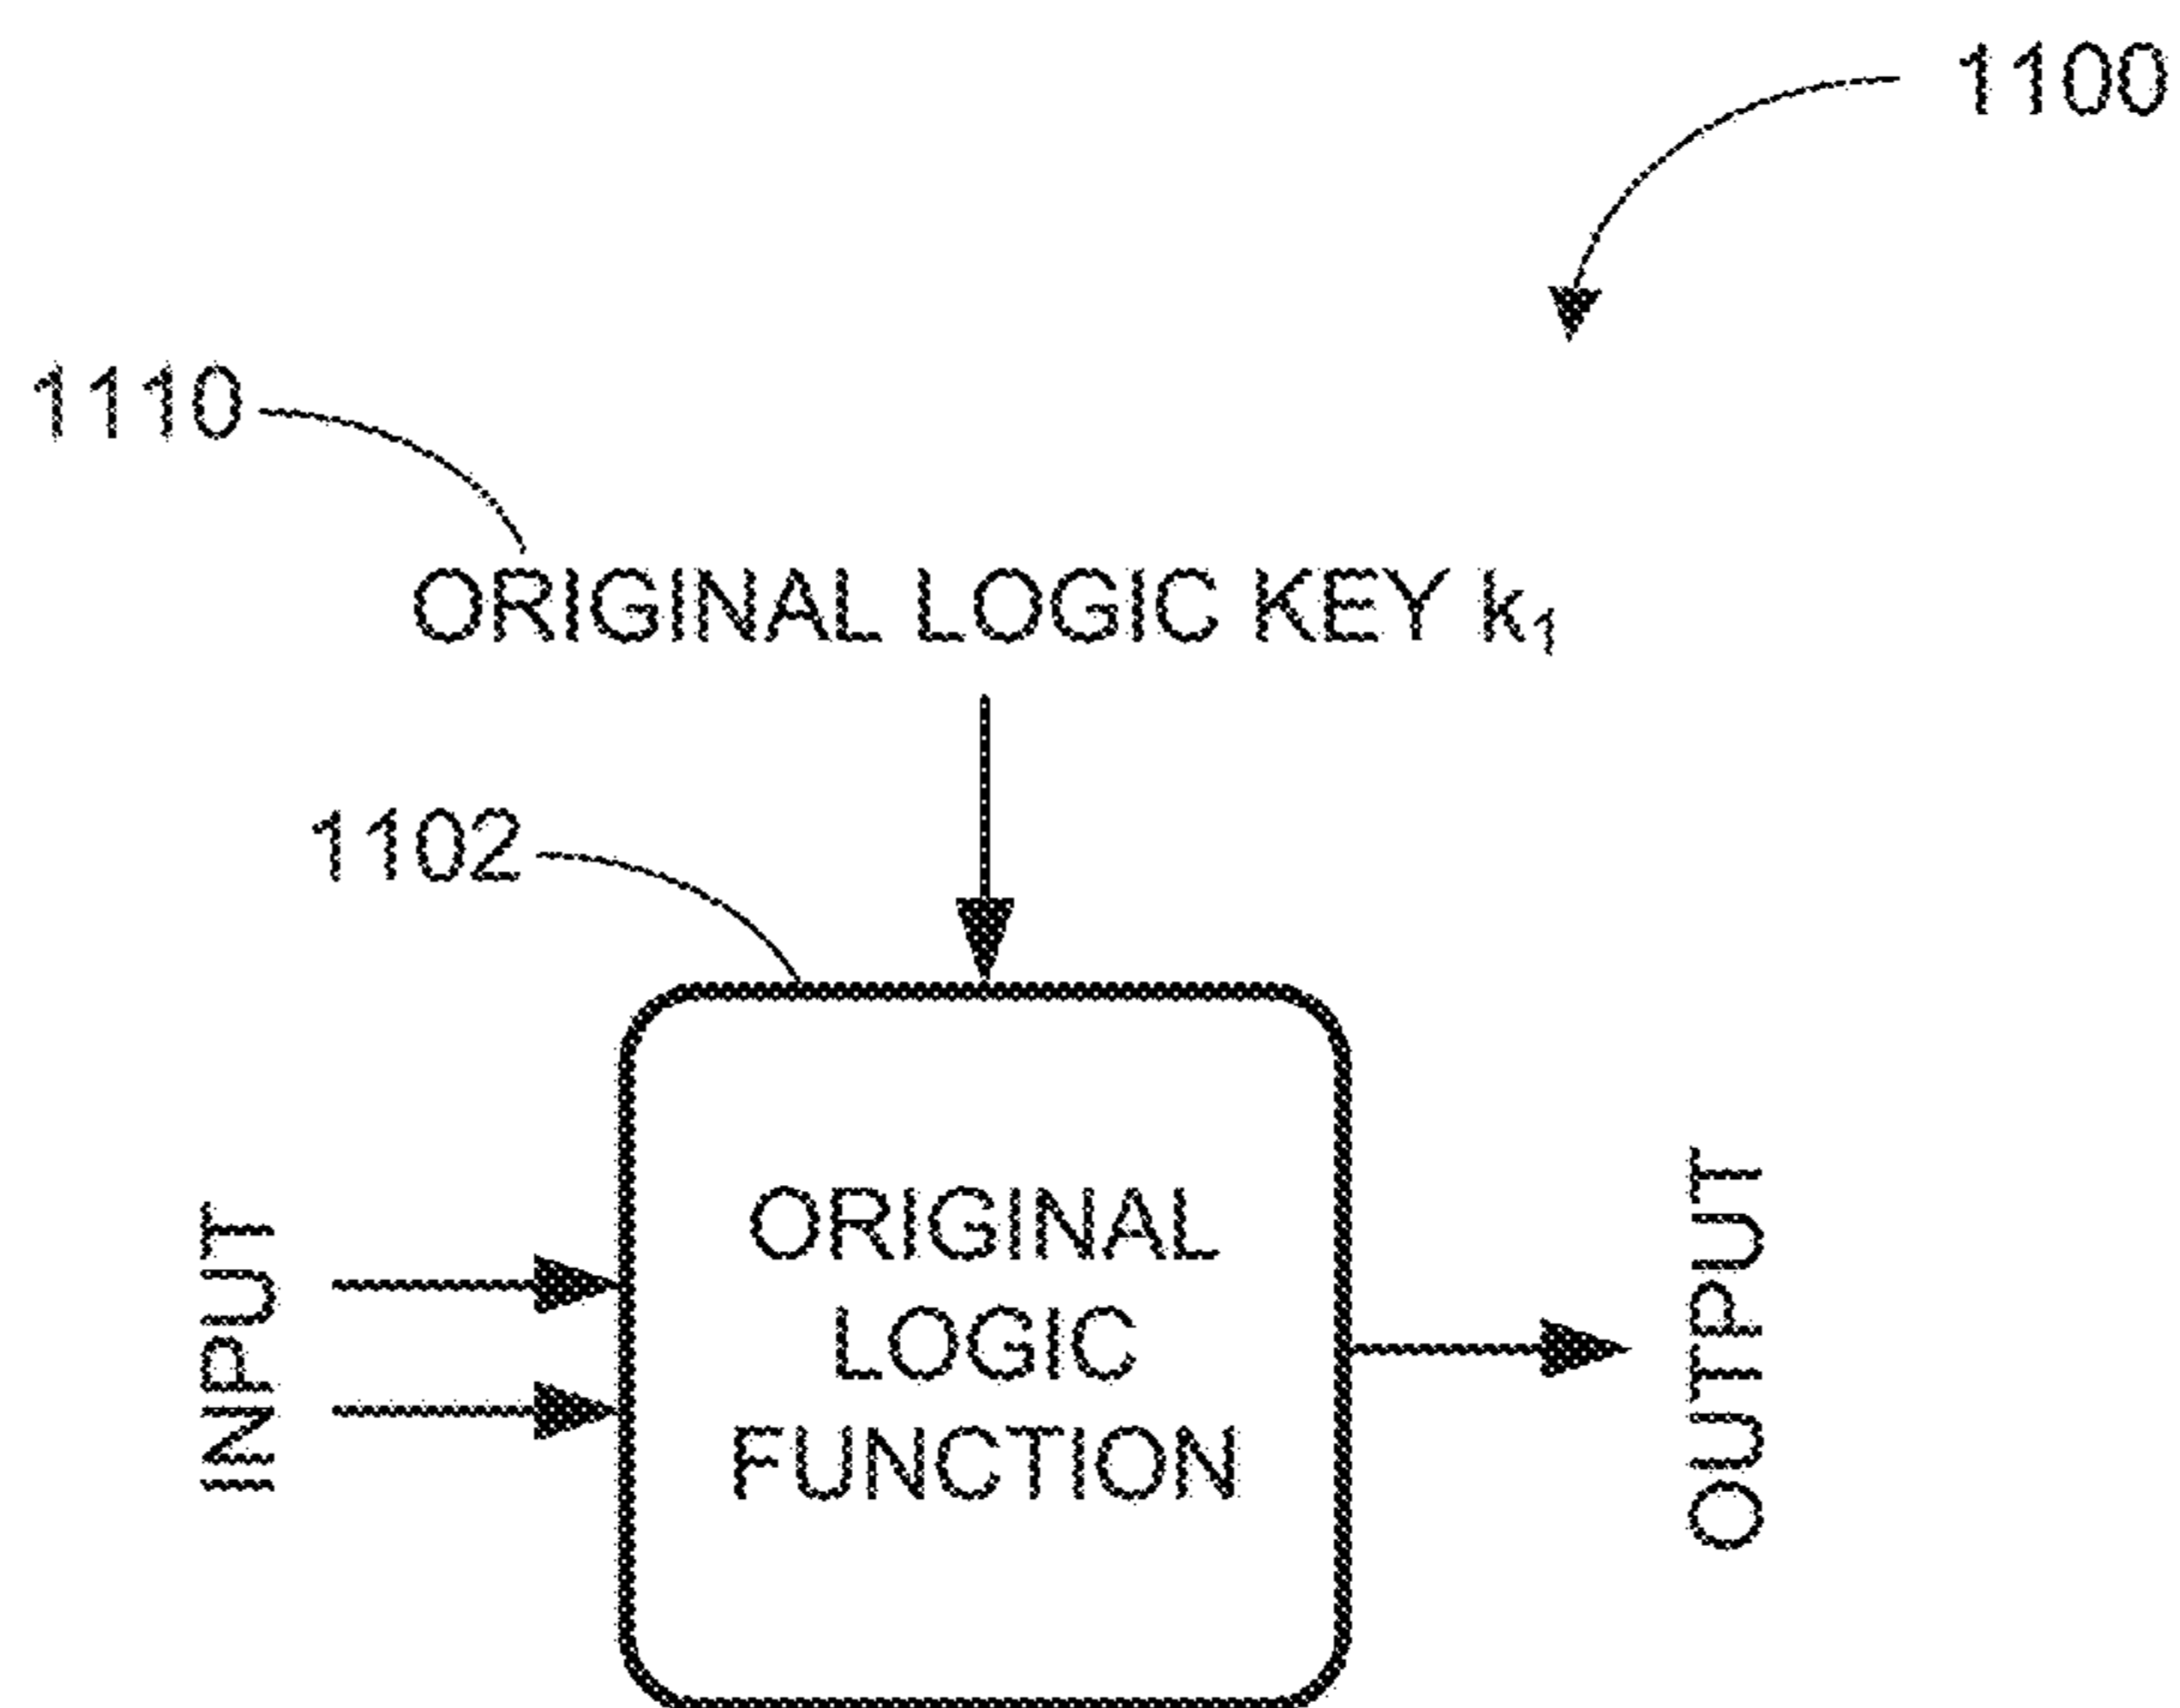 1100
1110
ORIGINAL LOGIC KEY k₁
1102
ORIGINAL
LOGIC
FUNCTION
INPUT
OUTPUT